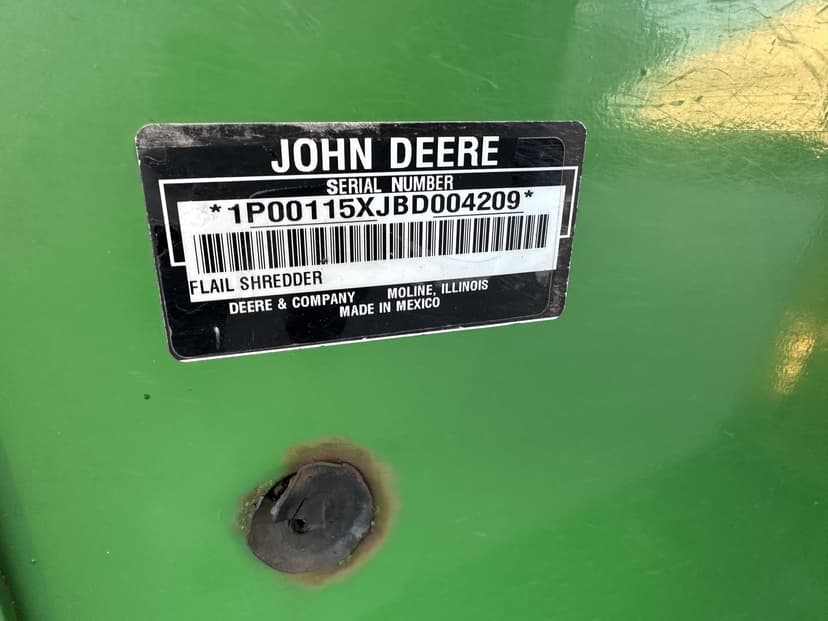 JOHN DEERE
SERIAL NUMBER
*1P00115XJBD004209*
FLAIL SHREDDER
DEERE & COMPANY MOLINE, ILLINOIS
MADE IN MEXICO